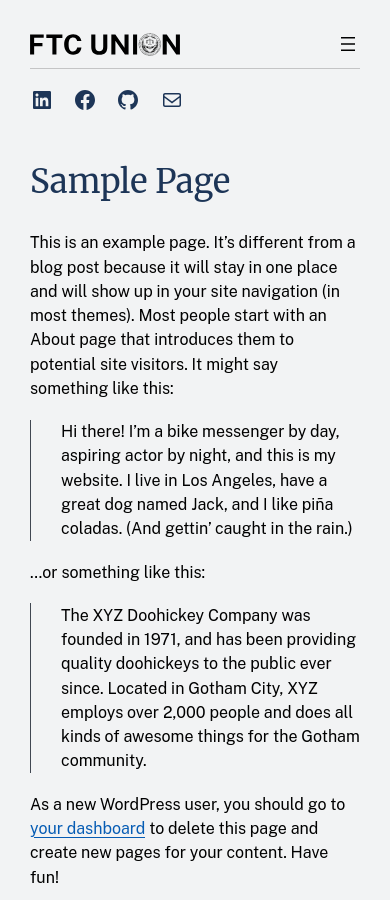 FTC UNION
Sample Page
This is an example page. It’s different from a
blog post because it will stay in one place
and will show up in your site navigation (in
most themes). Most people start with an
About page that introduces them to
potential site visitors. It might say
something like this:
Hi there! I’m a bike messenger by day,
aspiring actor by night, and this is my
website. I live in Los Angeles, have a
great dog named Jack, and I like piña
coladas. (And gettin’ caught in the rain.)
…or something like this:
The XYZ Doohickey Company was
founded in 1971, and has been providing
quality doohickeys to the public ever
since. Located in Gotham City, XYZ
employs over 2,000 people and does all
kinds of awesome things for the Gotham
community.
As a new WordPress user, you should go to
your dashboard to delete this page and
create new pages for your content. Have
fun!